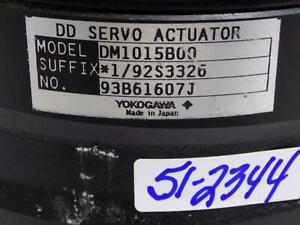 DD SERVO ACTUATOR
MODEL DM1015B00
SUFFIX *1/92S3326
NO. 93B61607J
YOKOGAWA
Made in Japan
51-2344